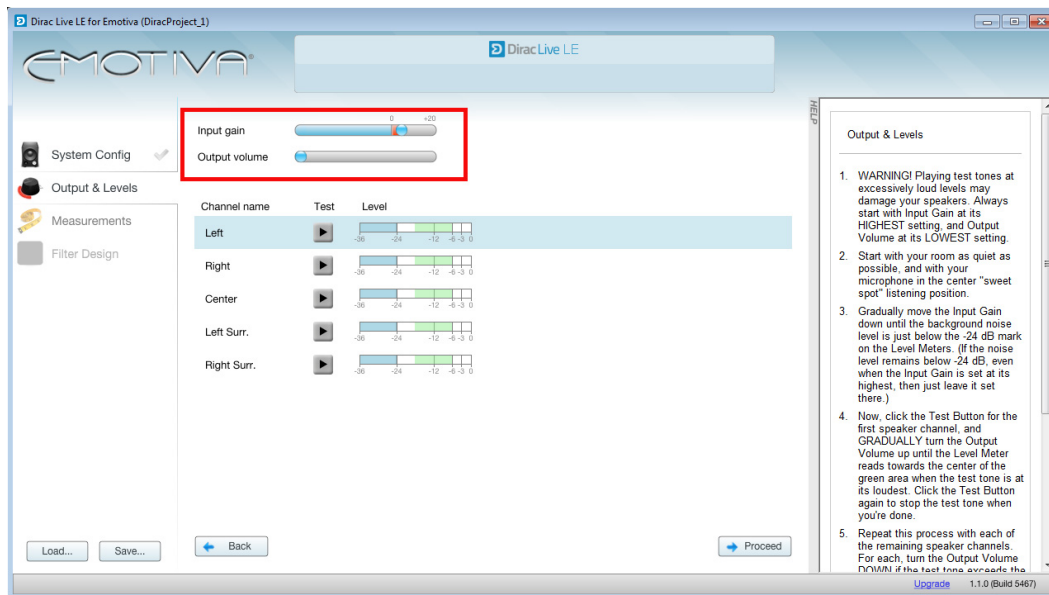 Dirac Live LE for Emotiva (DiracProject_1)
EMOTIVA
Dirac Live LE
HELP
0 +20
Input gain
Output volume
System Config
Output & Levels
Measurements
Filter Design
Channel name Test Level
Left
-36 -24 -12 -6 -3 0
Right
-36 -24 -12 -6 -3 0
Center
-36 -24 -12 -6 -3 0
Left Surr.
-36 -24 -12 -6 -3 0
Right Surr.
-36 -24 -12 -6 -3 0
Load... Save...
Back
Proceed
Output & Levels
1. WARNING! Playing test tones at
excessively loud levels may
damage your speakers. Always
start with Input Gain at its
HIGHEST setting, and Output
Volume at its LOWEST setting.
2. Start with your room as quiet as
possible, and with your
microphone in the center "sweet
spot" listening position.
3. Gradually move the Input Gain
down until the background noise
level is just below the -24 dB mark
on the Level Meters. (If the noise
level remains below -24 dB, even
when the Input Gain is set at its
highest, then just leave it set
there.)
4. Now, click the Test Button for the
first speaker channel, and
GRADUALLY turn the Output
Volume up until the Level Meter
reads towards the center of the
green area when the test tone is at
its loudest. Click the Test Button
again to stop the test tone when
you're done.
5. Repeat this process with each of
the remaining speaker channels.
For each, turn the Output Volume
DOWN if the test tone exceeds the
Upgrade 1.1.0 (Build 5467)